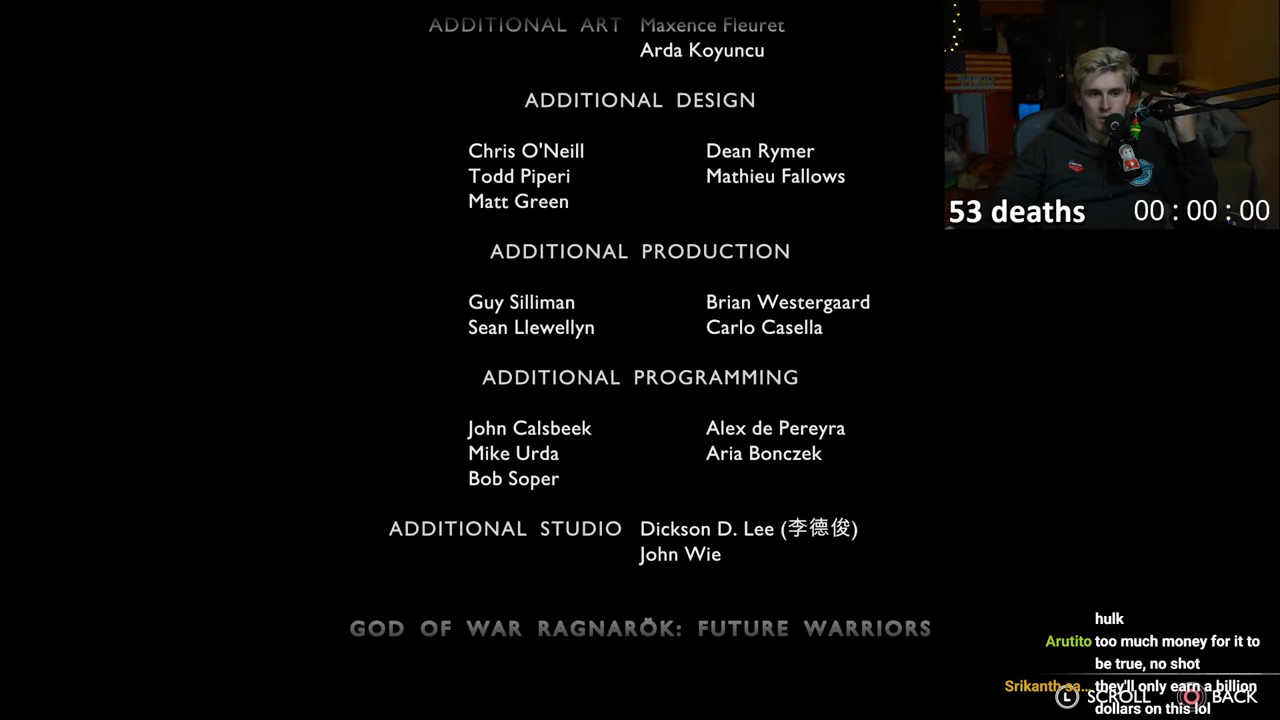 ADDITIONAL ART Maxence Fleuret
Arda Koyuncu
ADDITIONAL DESIGN
Chris O'Neill Dean Rymer
Todd Piperi Mathieu Fallows
Matt Green
ADDITIONAL PRODUCTION
Guy Silliman Brian Westergaard
Sean Llewellyn Carlo Casella
ADDITIONAL PROGRAMMING
John Calsbeek Alex de Pereyra
Mike Urda Aria Bonczek
Bob Soper
ADDITIONAL STUDIO Dickson D. Lee (李德俊)
John Wie
GOD OF WAR RAGNARÖK: FUTURE WARRIORS
53 deaths 00:00:00
hulk
Arutito too much money for it to
be true, no shot
Srikanth sa... they'll only earn a billion
dollars on this lol
L SCROLL BACK